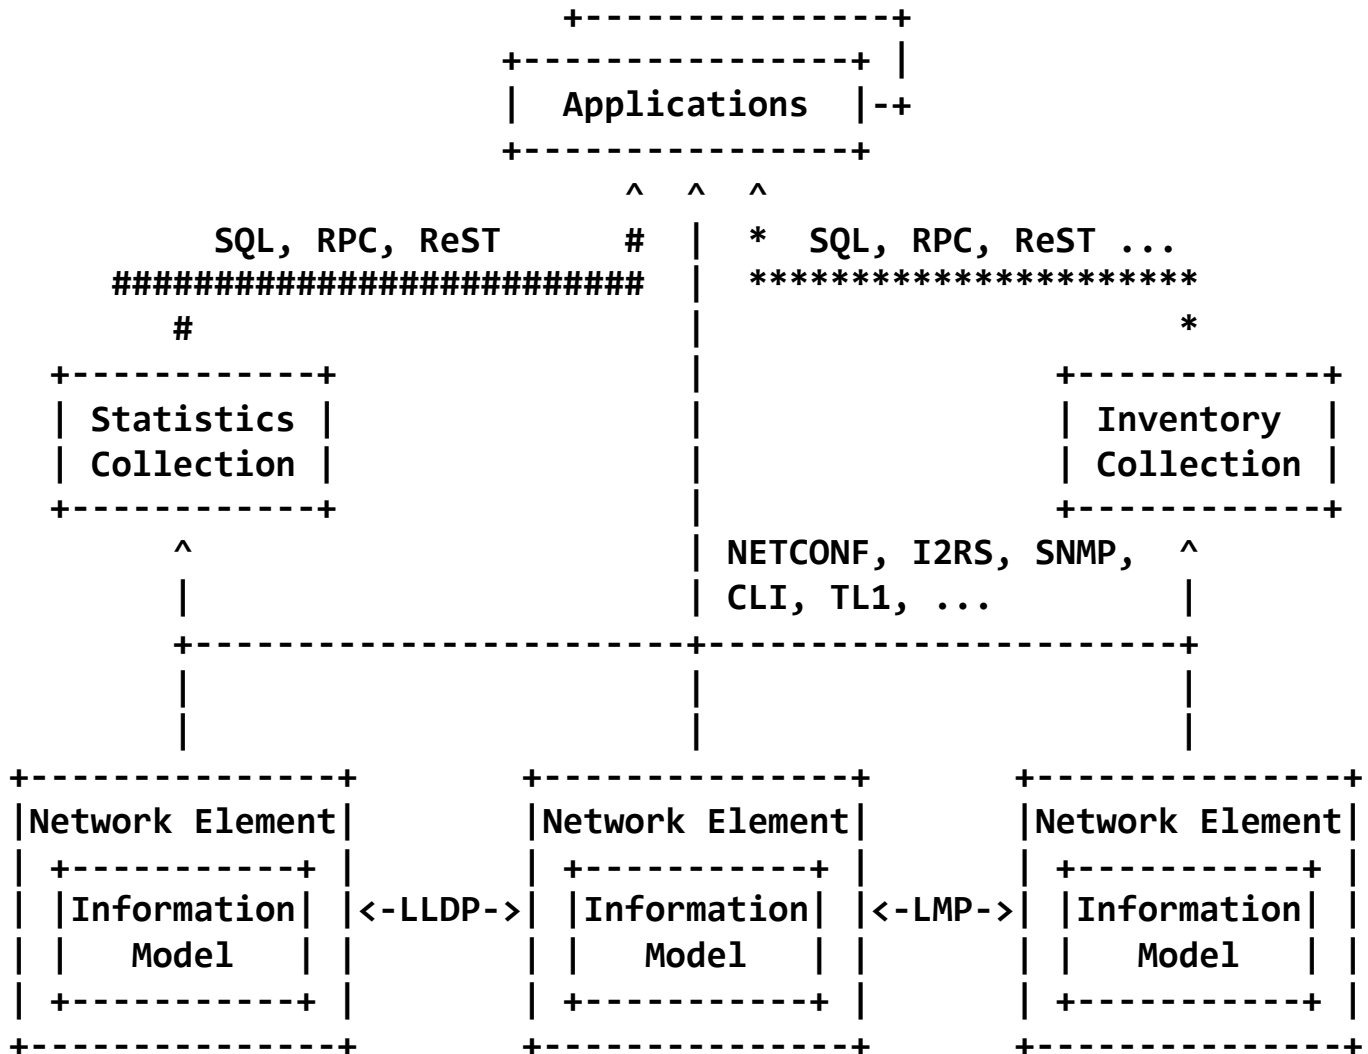 Applications
SQL, RPC, ReST
SQL, RPC, ReST ...
Statistics
Collection
Inventory
Collection
NETCONF, I2RS, SNMP,
CLI, TL1, ...
Network Element
Network Element
Network Element
Information
Model
<-LLDP->
Information
Model
<-LMP->
Information
Model